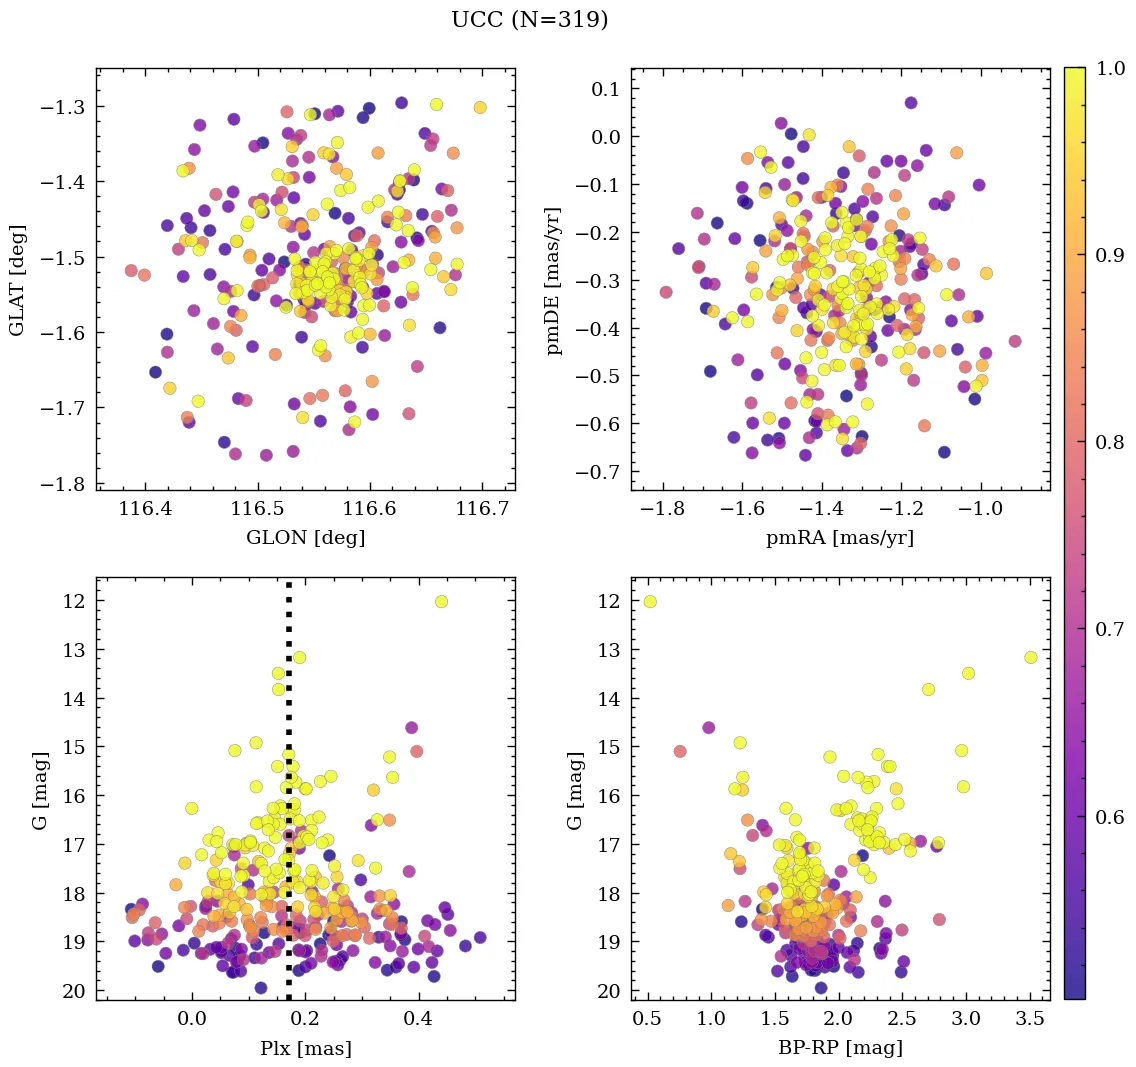 UCC (N=319)
−1.3
−1.4
−1.5
−1.6
−1.7
−1.8
GLAT [deg]
116.4 116.5 116.6 116.7
GLON [deg]
0.1
0.0
−0.1
−0.2
−0.3
−0.4
−0.5
−0.6
−0.7
pmDE [mas/yr]
−1.8 −1.6 −1.4 −1.2 −1.0
pmRA [mas/yr]
12
13
14
15
16
17
18
19
20
G [mag]
0.0 0.2 0.4
Plx [mas]
12
13
14
15
16
17
18
19
20
G [mag]
0.5 1.0 1.5 2.0 2.5 3.0 3.5
BP-RP [mag]
1.0
0.9
0.8
0.7
0.6